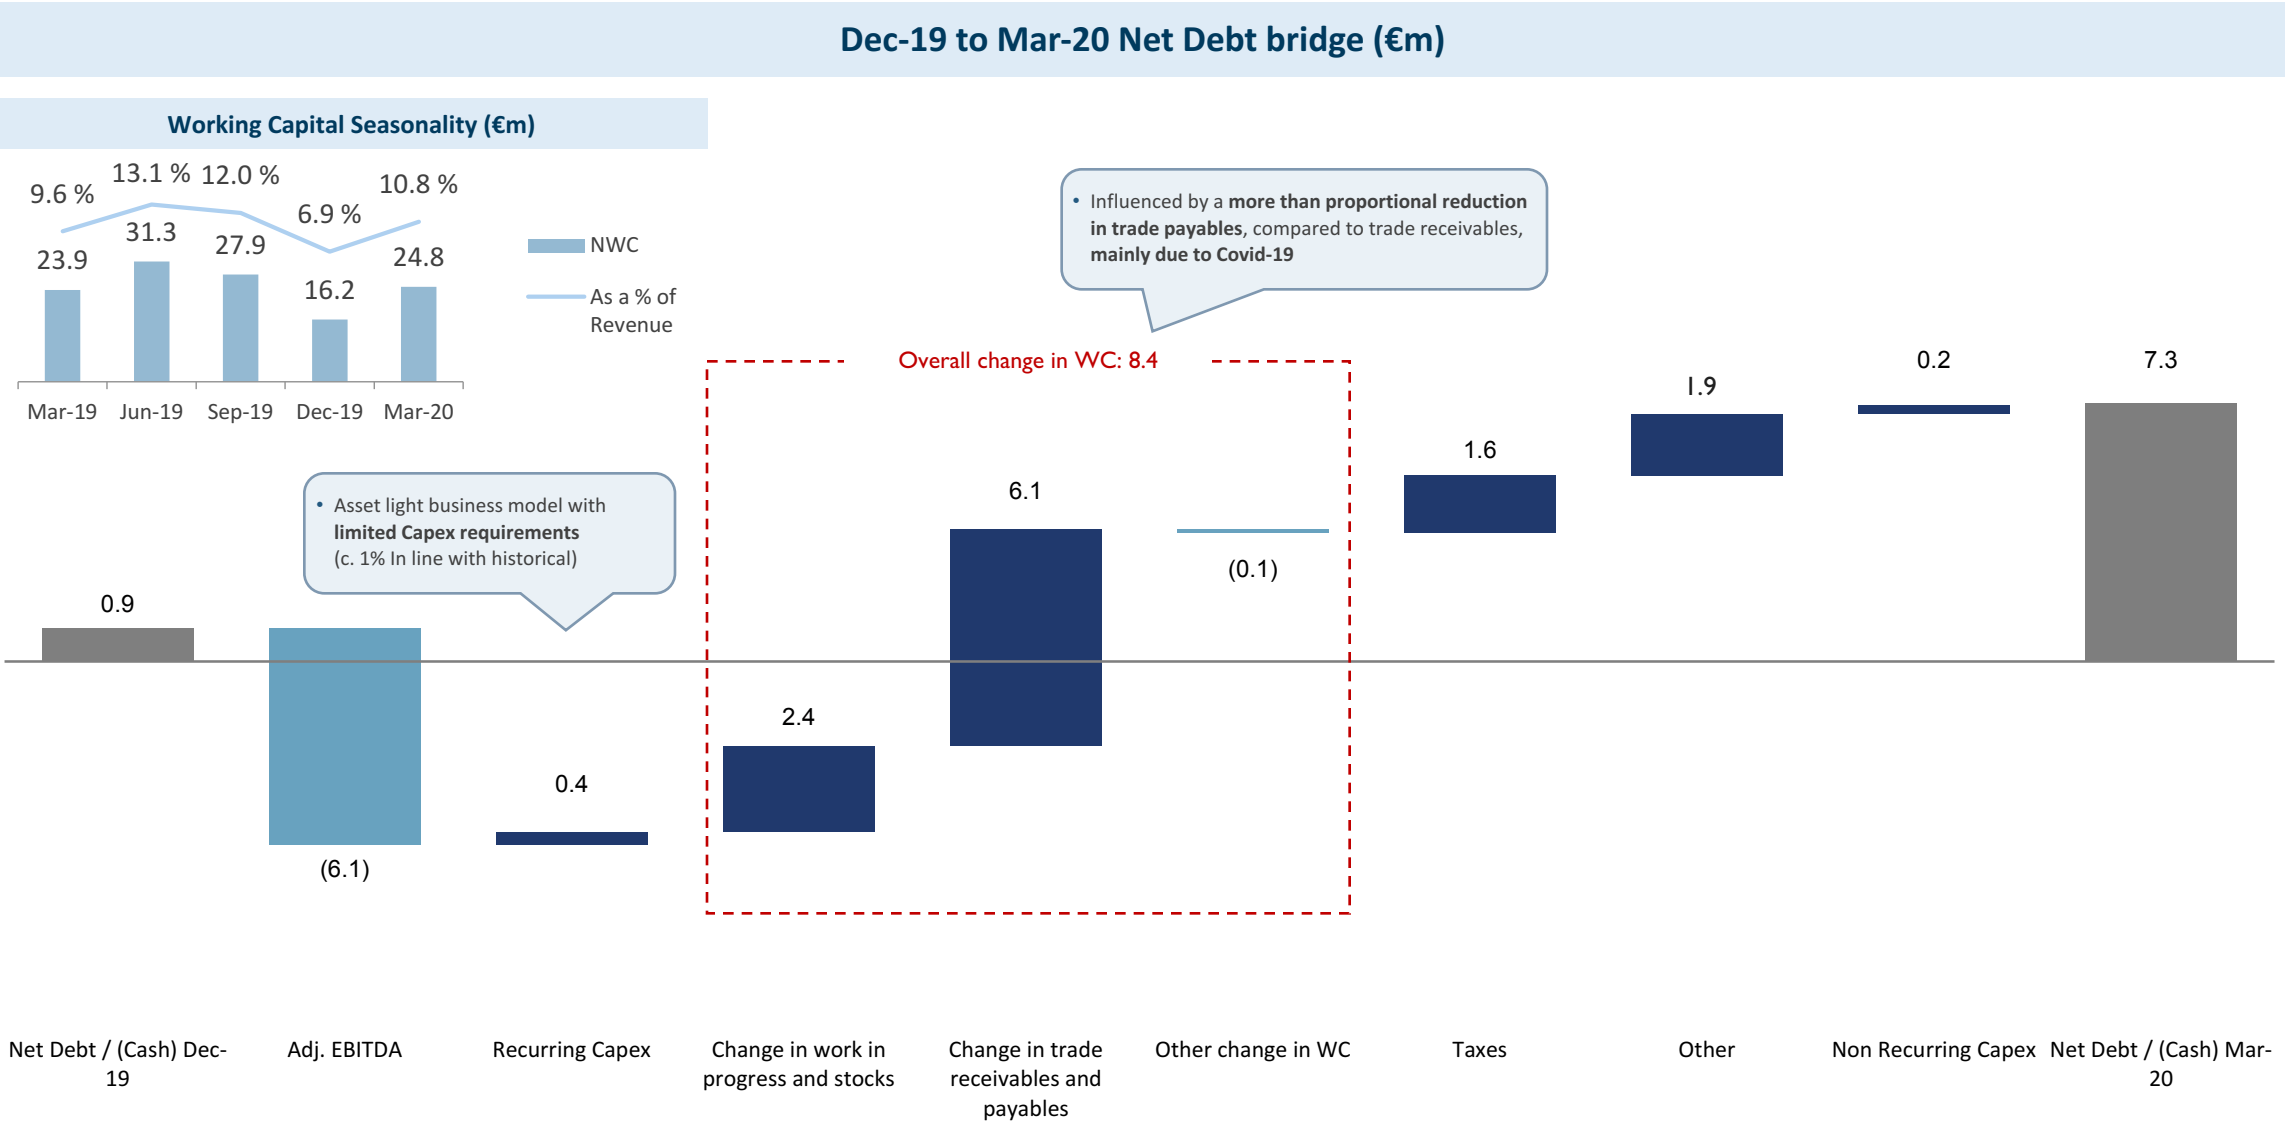 Dec-19 to Mar-20 Net Debt bridge (€m)
Working Capital Seasonality (€m)
9.6 %
13.1 %
12.0 %
6.9 %
10.8 %
23.9
31.3
27.9
16.2
24.8
NWC
As a % of
Revenue
Mar-19
Jun-19
Sep-19
Dec-19
Mar-20
• Influenced by a more than proportional reduction
in trade payables, compared to trade receivables,
mainly due to Covid-19
• Asset light business model with
limited Capex requirements
(c. 1% In line with historical)
Overall change in WC: 8.4
0.9
(6.1)
0.4
2.4
6.1
(0.1)
1.6
1.9
0.2
7.3
Net Debt / (Cash) Dec-
19
Adj. EBITDA
Recurring Capex
Change in work in
progress and stocks
Change in trade
receivables and
payables
Other change in WC
Taxes
Other
Non Recurring Capex
Net Debt / (Cash) Mar-
20